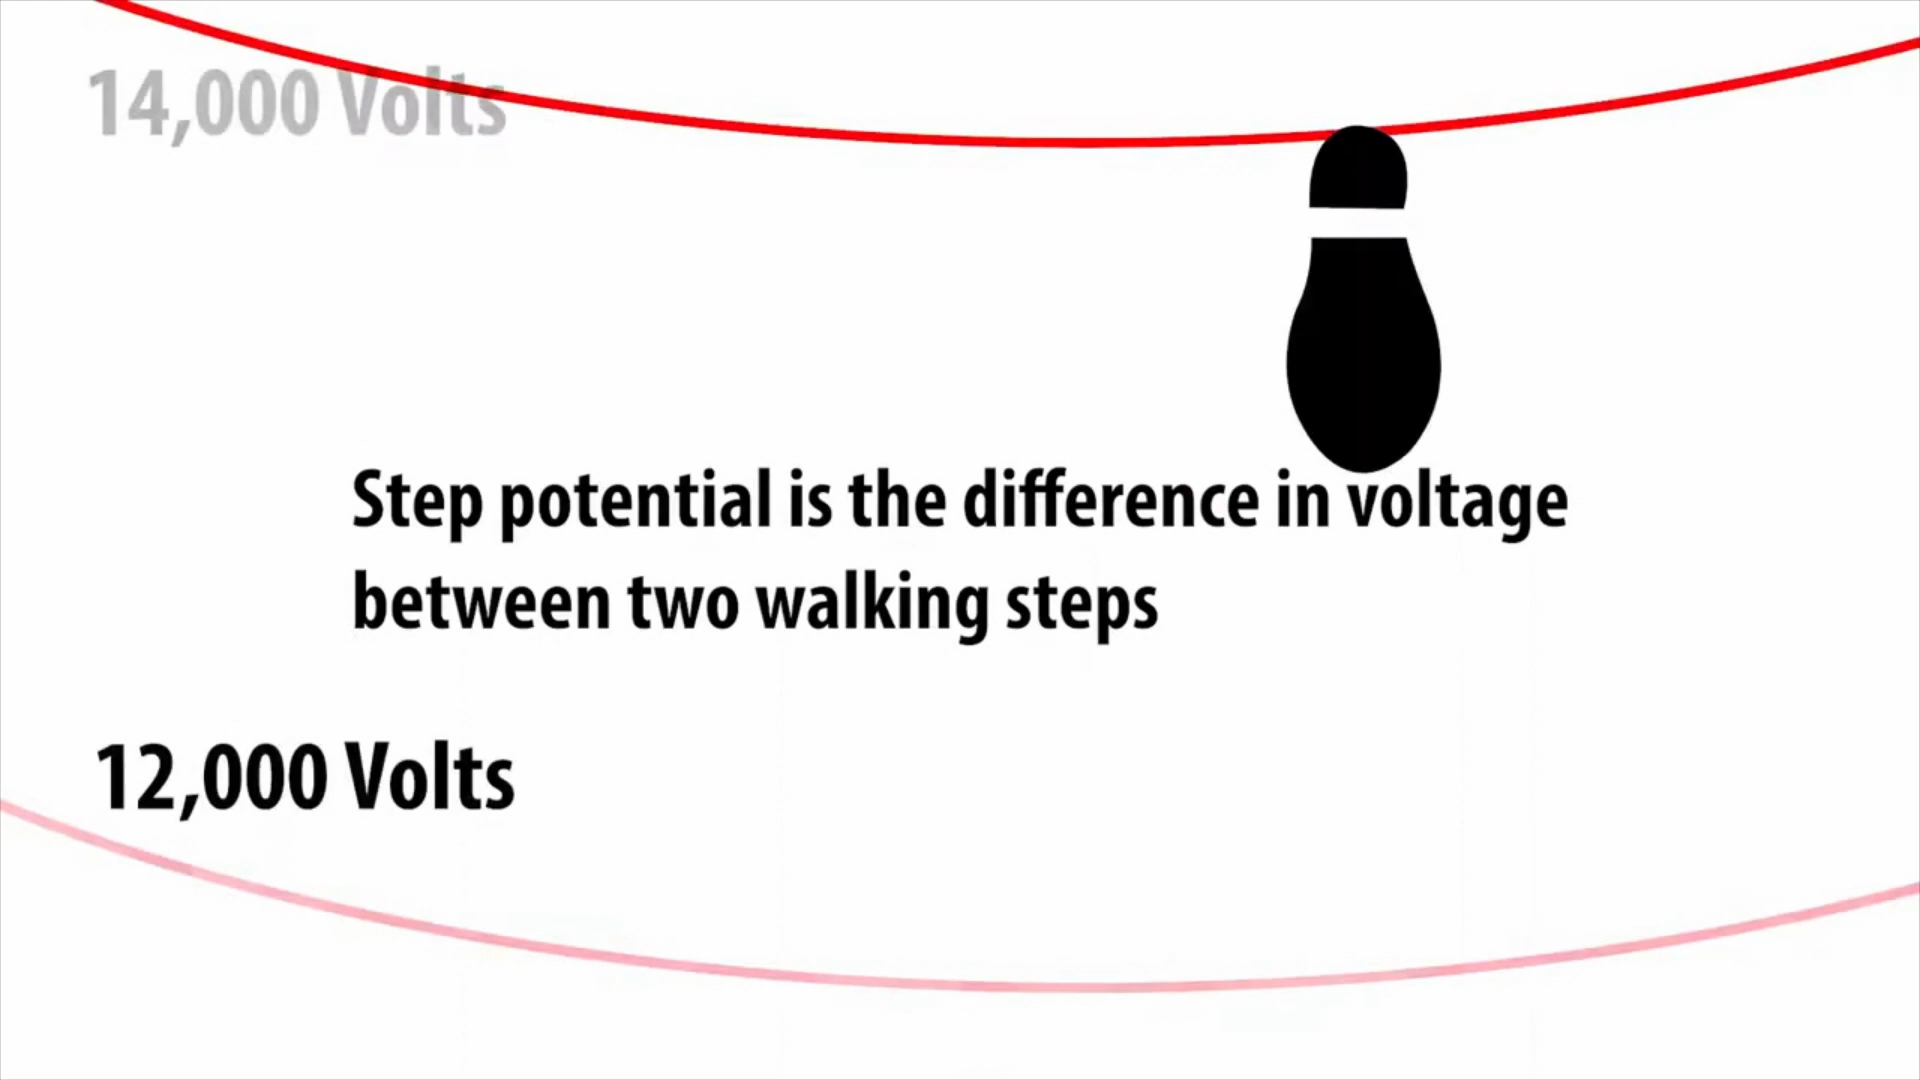 14,000 Volts
Step potential is the difference in voltage
between two walking steps
12,000 Volts